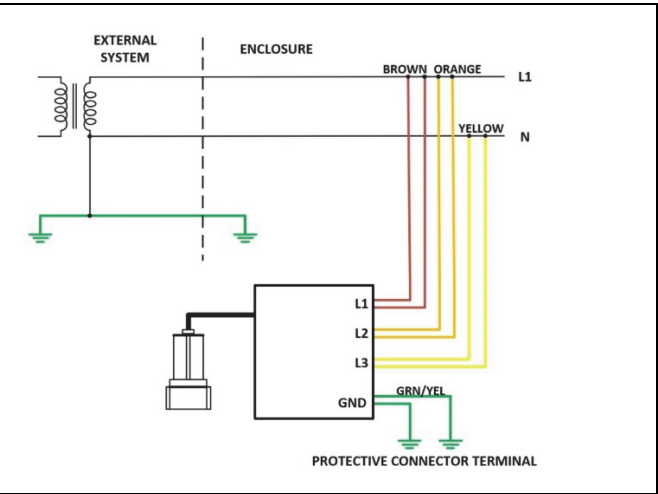 EXTERNAL
SYSTEM
ENCLOSURE
BROWN ORANGE
L1
YELLOW
N
L1
L2
L3
GRN/YEL
GND
PROTECTIVE CONNECTOR TERMINAL